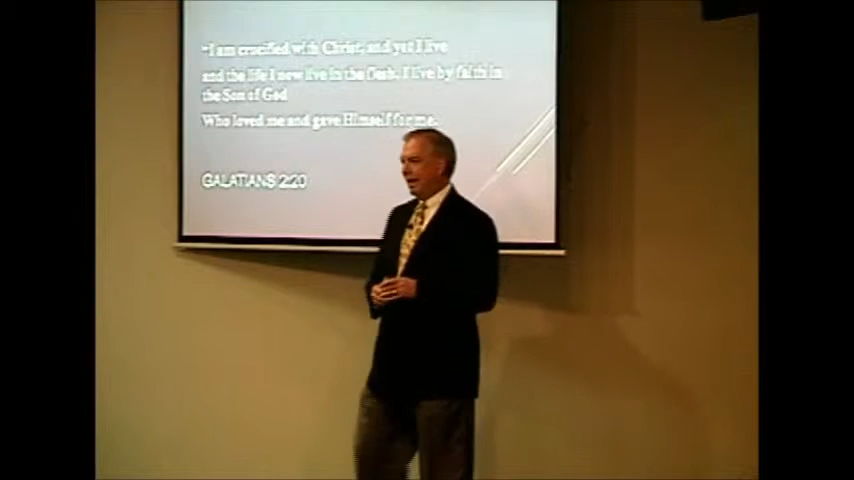 "I am crucified with Christ, and yet I live
and the life I now live in the flesh, I live by faith in
the Son of God
Who loved me and gave Himself for me.
GALATIANS 2:20